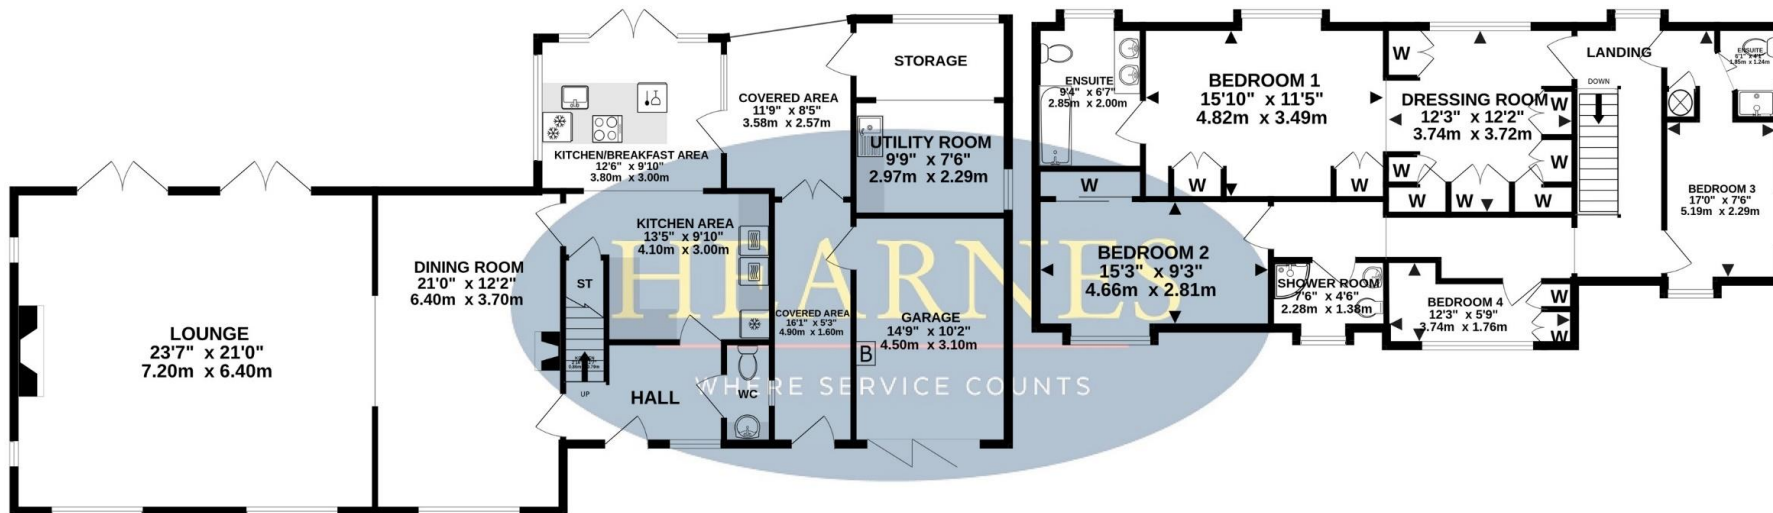 STORAGE
COVERED AREA
11'9" x 8'5"
3.58m x 2.57m
UTILITY ROOM
9'9" x 7'6"
2.97m x 2.29m
KITCHEN/BREAKFAST AREA
12'6" x 9'10"
3.80m x 3.00m
KITCHEN AREA
13'5" x 9'10"
4.10m x 3.00m
DINING ROOM
21'0" x 12'2"
6.40m x 3.70m
ST
LOUNGE
23'7" x 21'0"
7.20m x 6.40m
COVERED AREA
16'1" x 5'3"
4.90m x 1.60m
GARAGE
14'9" x 10'2"
4.50m x 3.10m
B
UP
HALL
WC
HEARNES
WHERE SERVICE COUNTS
ENSUITE
9'4" x 6'7"
2.85m x 2.00m
BEDROOM 1
15'10" x 11'5"
4.82m x 3.49m
W
W
W
DRESSING ROOM
12'3" x 12'2"
3.74m x 3.72m
W
W
W
W
W
W
W
LANDING
DOWN
ENSUITE
6'1" x 4'1"
1.85m x 1.24m
BEDROOM 3
17'0" x 7'6"
5.19m x 2.29m
BEDROOM 2
15'3" x 9'3"
4.66m x 2.81m
SHOWER ROOM
7'6" x 4'6"
2.28m x 1.38m
BEDROOM 4
12'3" x 5'9"
3.74m x 1.76m
W
W